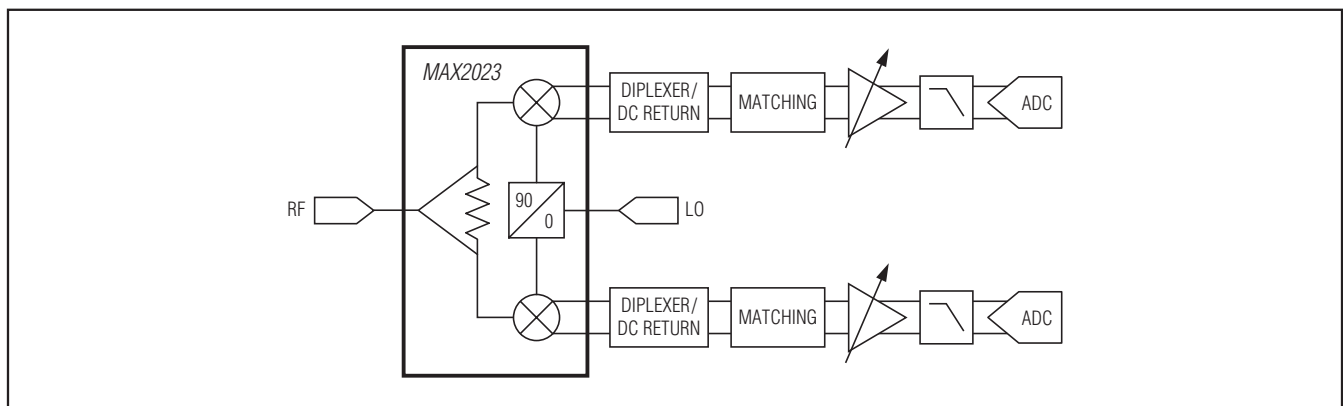 MAX2023
DIPLEXER/
DC RETURN
MATCHING
ADC
RF
90
0
LO
DIPLEXER/
DC RETURN
MATCHING
ADC